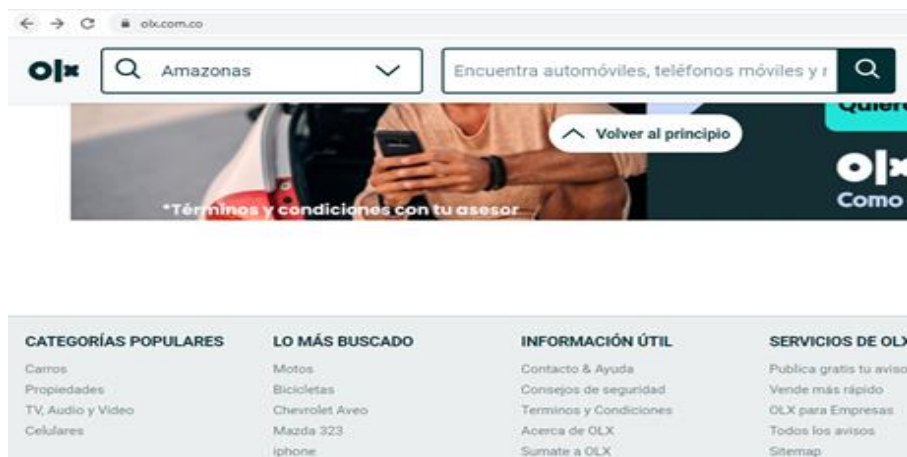 olx.com.co
olx
Amazonas
Encuentra automóviles, teléfonos móviles y
Volver al principio
*Términos y condiciones con tu asesor
olx
Como
CATEGORÍAS POPULARES
Carros
Propiedades
TV, Audio y Video
Celulares
LO MÁS BUSCADO
Motos
Bicicletas
Chevrolet Aveo
Mazda 323
iphone
INFORMACIÓN ÚTIL
Contacto & Ayuda
Consejos de seguridad
Terminos y Condiciones
Acerca de OLX
Sumate a OLX
SERVICIOS DE OLX
Publica gratis tu aviso
Vende más rápido
OLX para Empresas
Todos los avisos
Sitemap